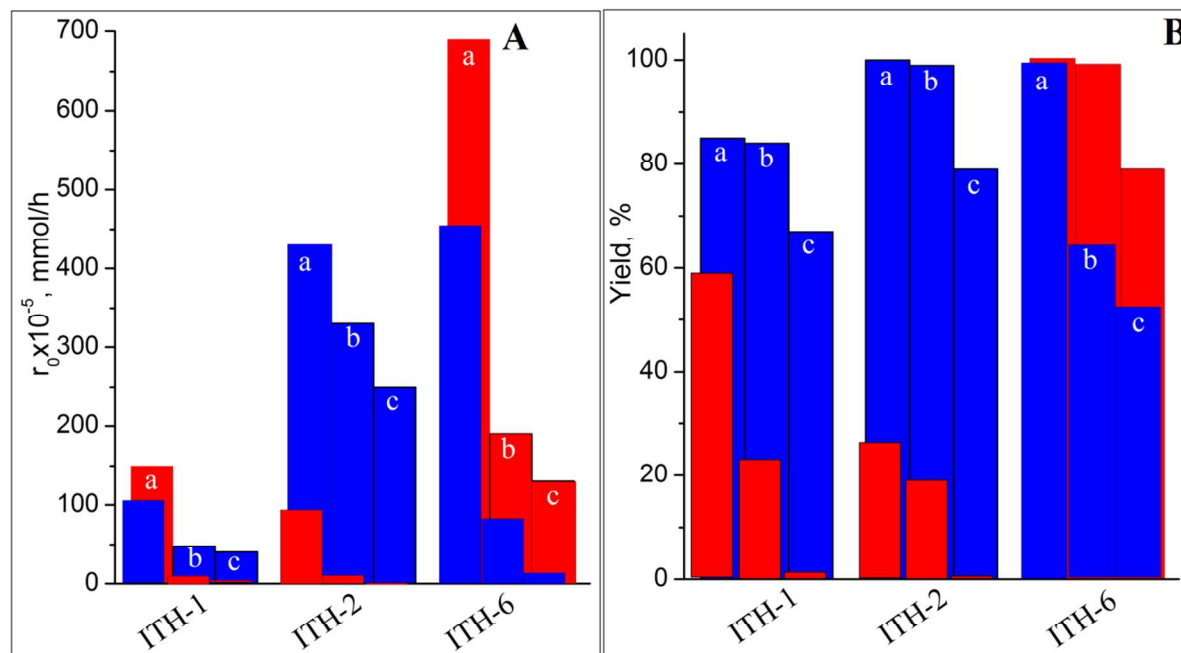 A
r₀x10⁻⁵, mmol/h
700
600
500
400
300
200
100
0
a
b
c
a
b
c
a
b
c
ITH-1
ITH-2
ITH-6
B
Yield, %
100
80
60
40
20
0
a
b
c
a
b
c
a
b
c
ITH-1
ITH-2
ITH-6